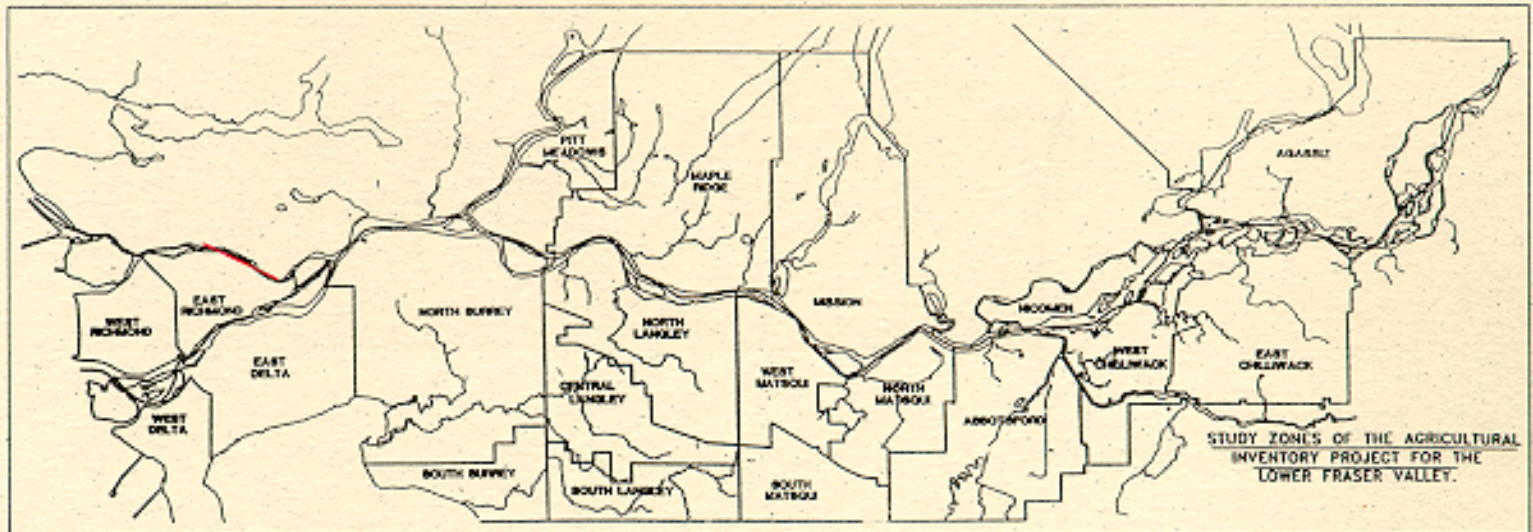 PITT
MEADOWS
MAPLE
RIDGE
AGASSIZ
WEST
RICHMOND
EAST
RICHMOND
EAST
DELTA
WEST
DELTA
NORTH SURREY
SOUTH SURREY
NORTH
LANGLEY
CENTRAL
LANGLEY
SOUTH LANGLEY
MISSION
WEST
MATSQUI
NORTH
MATSQUI
SOUTH
MATSQUI
ABBOTSFORD
NICOMEN
WEST
CHILLIWACK
EAST
CHILLIWACK
STUDY ZONES OF THE AGRICULTURAL
INVENTORY PROJECT FOR THE
LOWER FRASER VALLEY.